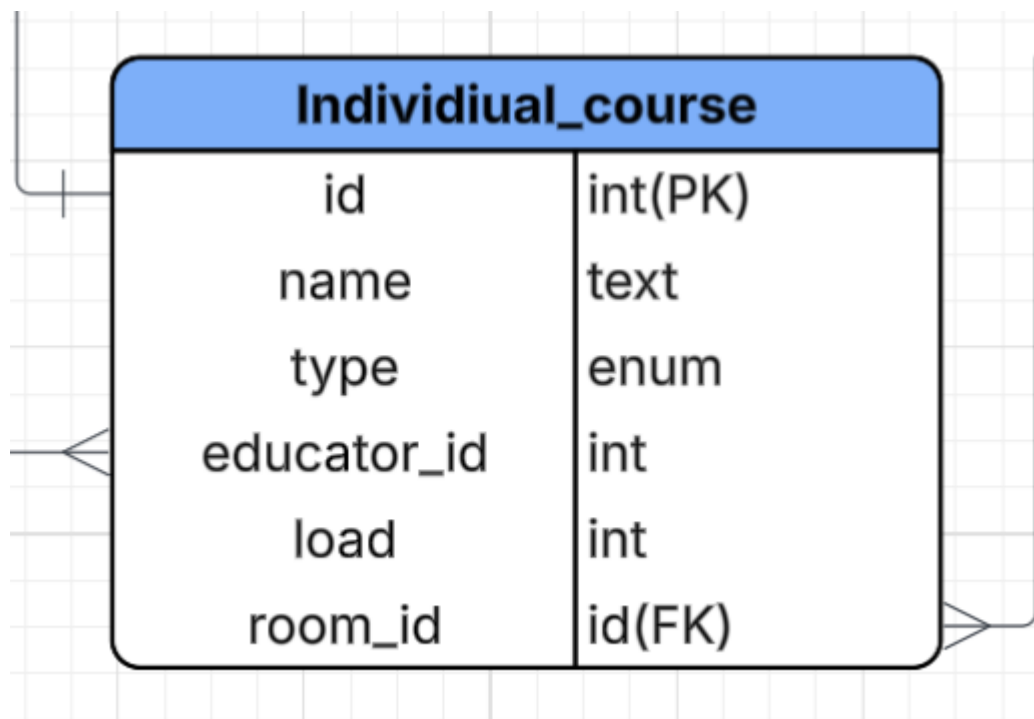 Individiual_course
id int(PK)
name text
type enum
educator_id int
load int
room_id id(FK)